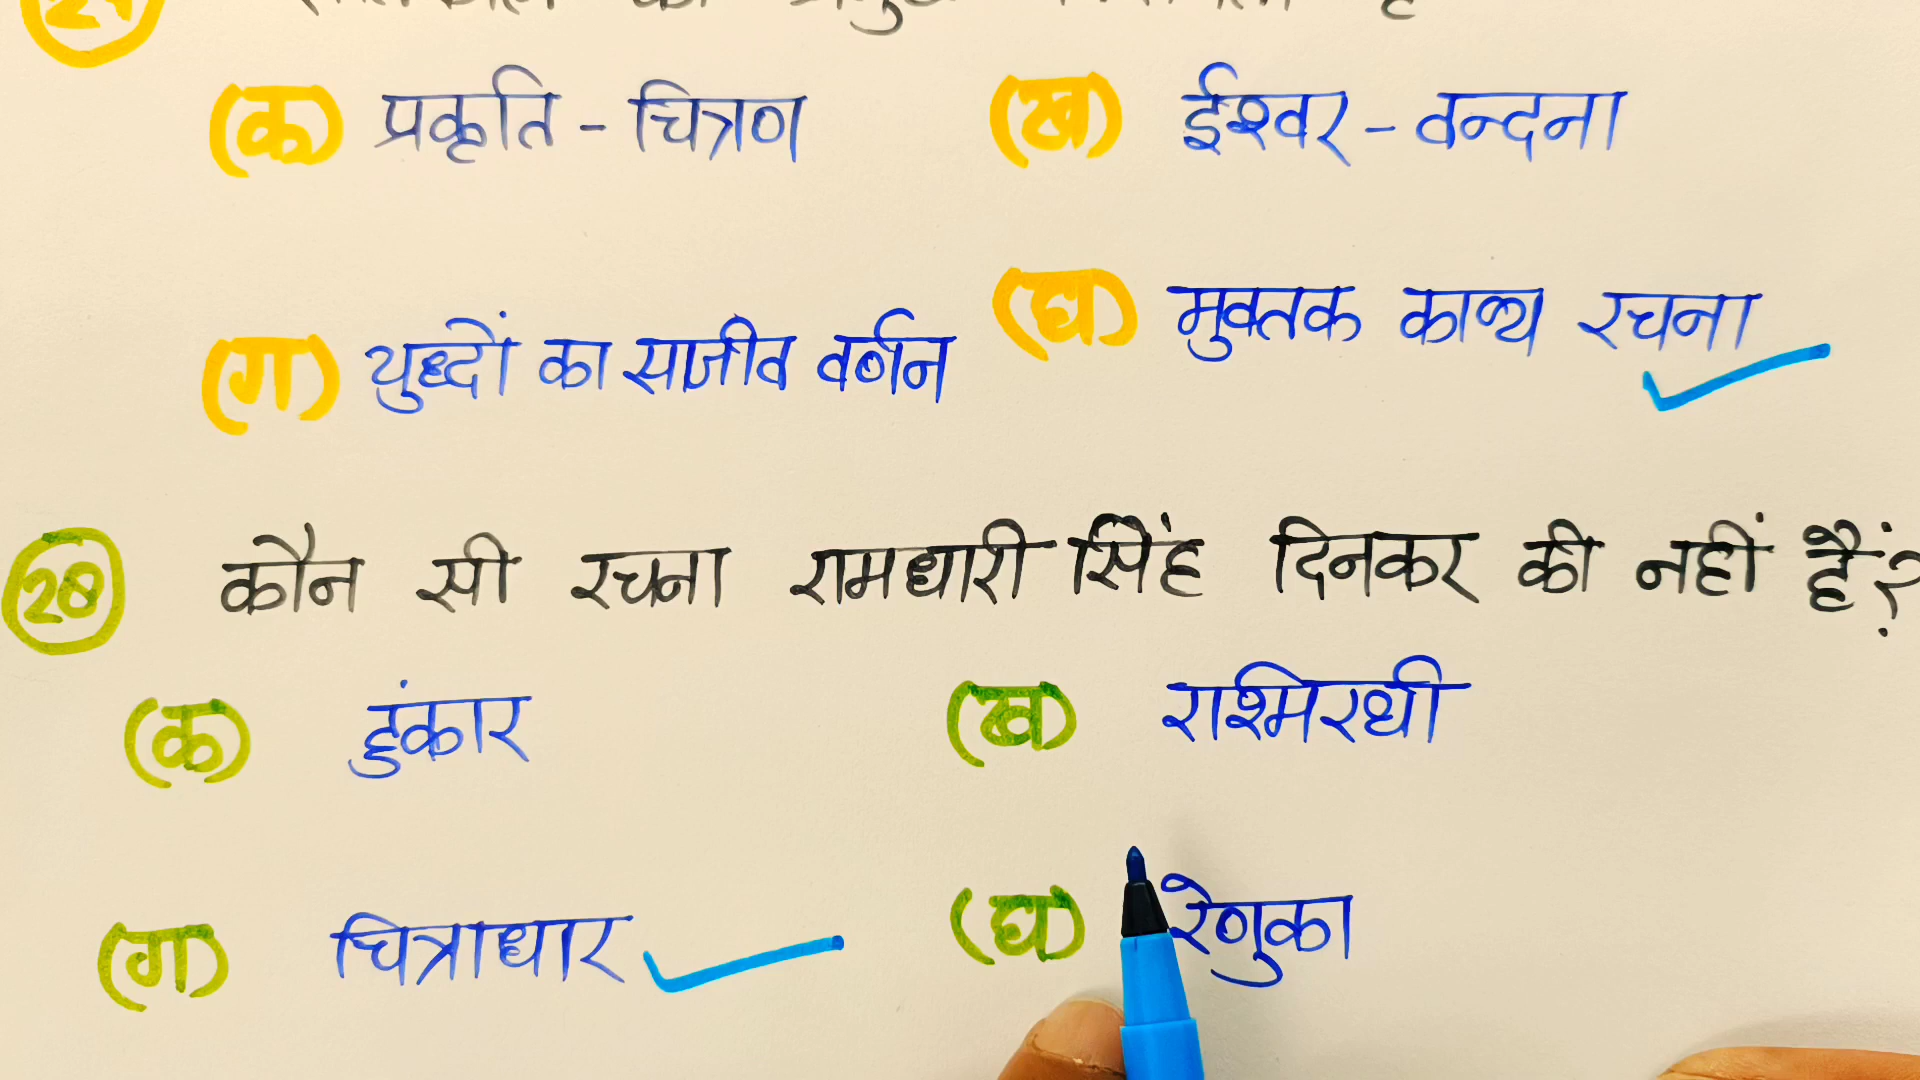 (क) प्रकृति - चित्रण (ख) ईश्वर - वन्दना
(ग) युध्दों का सजीव वर्णन (घ) मुक्तक काव्य रचना
28 कौन सी रचना रामधारी सिंह दिनकर की नहीं हैं?
(क) हुंकार (ख) रश्मिरथी
(ग) चित्राधार (घ) रेणुका